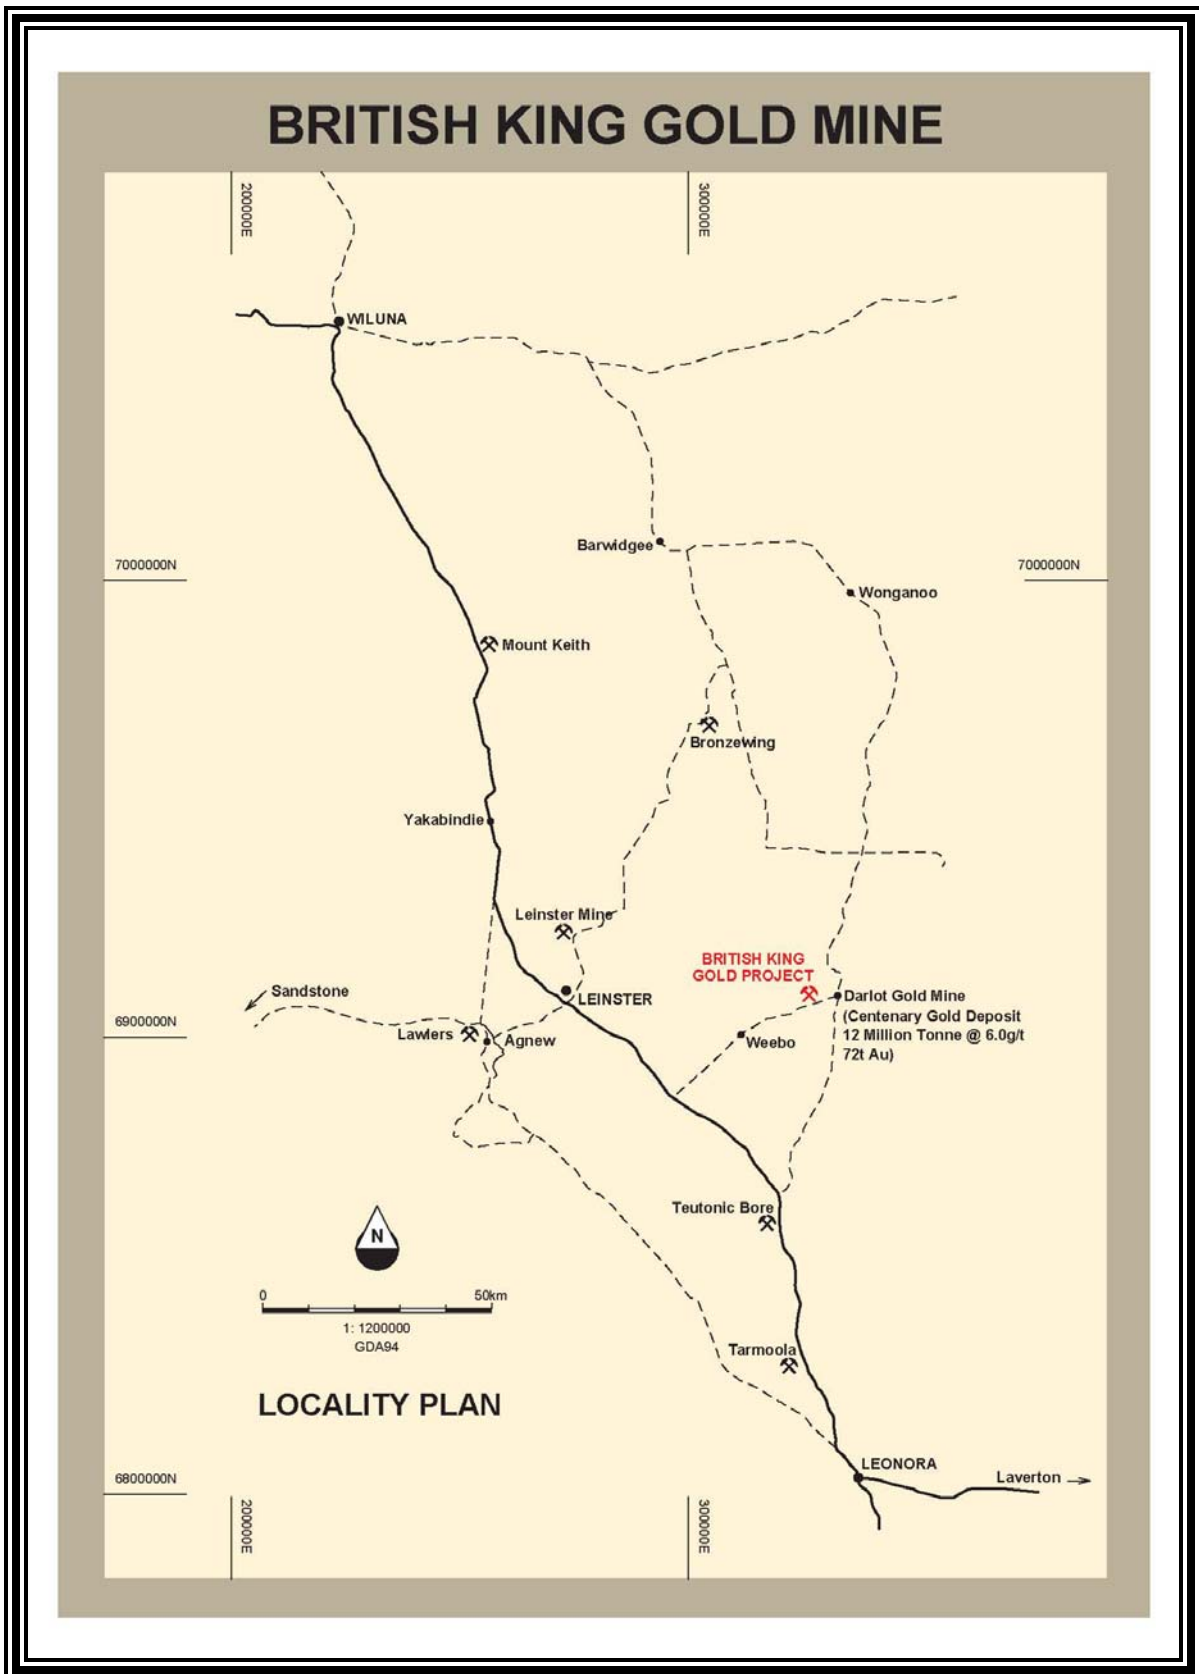 BRITISH KING GOLD MINE
200000E
300000E
WILUNA
Barwidgee
7000000N
7000000N
Wonganoo
Mount Keith
Bronzewing
Yakabindie
Leinster Mine
BRITISH KING
GOLD PROJECT
Sandstone
LEINSTER
Darlot Gold Mine
(Centenary Gold Deposit
12 Million Tonne @ 6.0g/t
72t Au)
6900000N
Lawlers
Agnew
Weebo
Teutonic Bore
N
0
50km
1: 1200000
GDA94
Tarmoola
LOCALITY PLAN
LEONORA
Laverton
6800000N
200000E
300000E